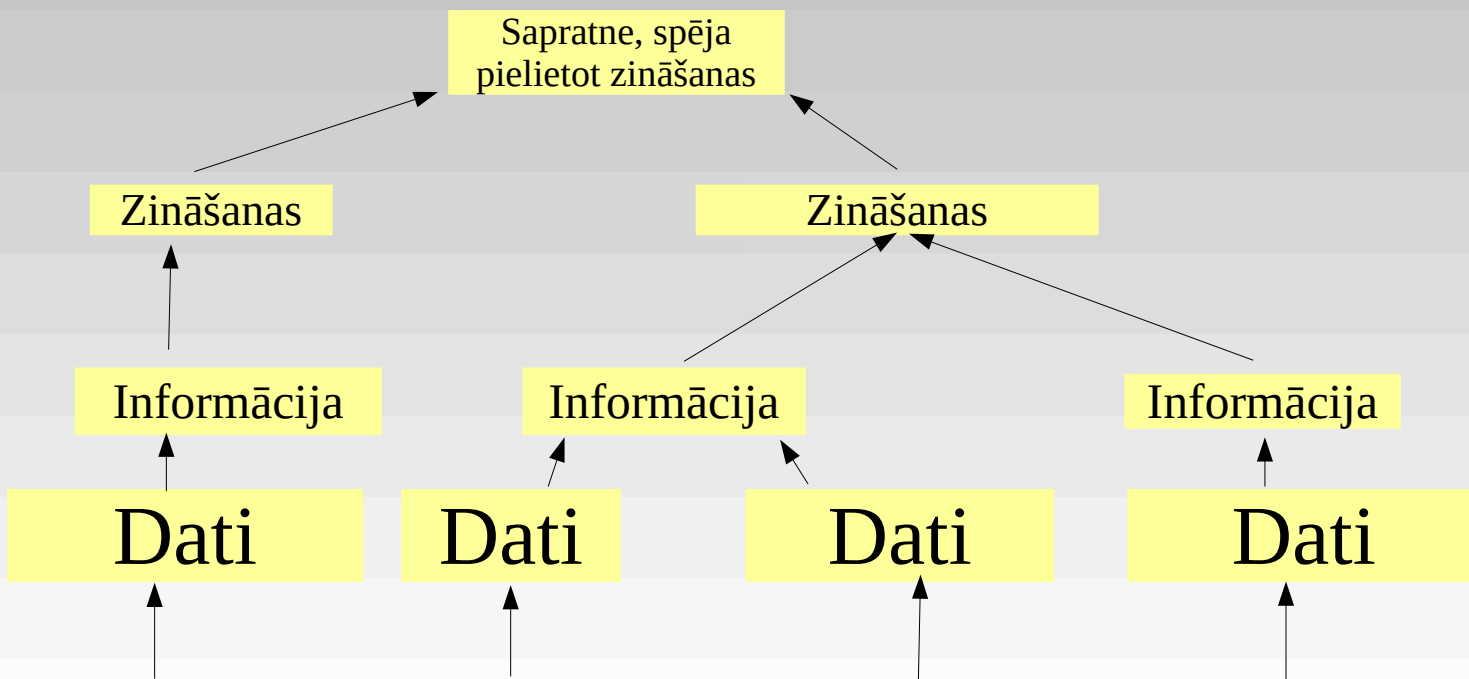 Sapratne, spēja
pielietot zināšanas
Zināšanas
Zināšanas
Informācija
Informācija
Informācija
Dati
Dati
Dati
Dati